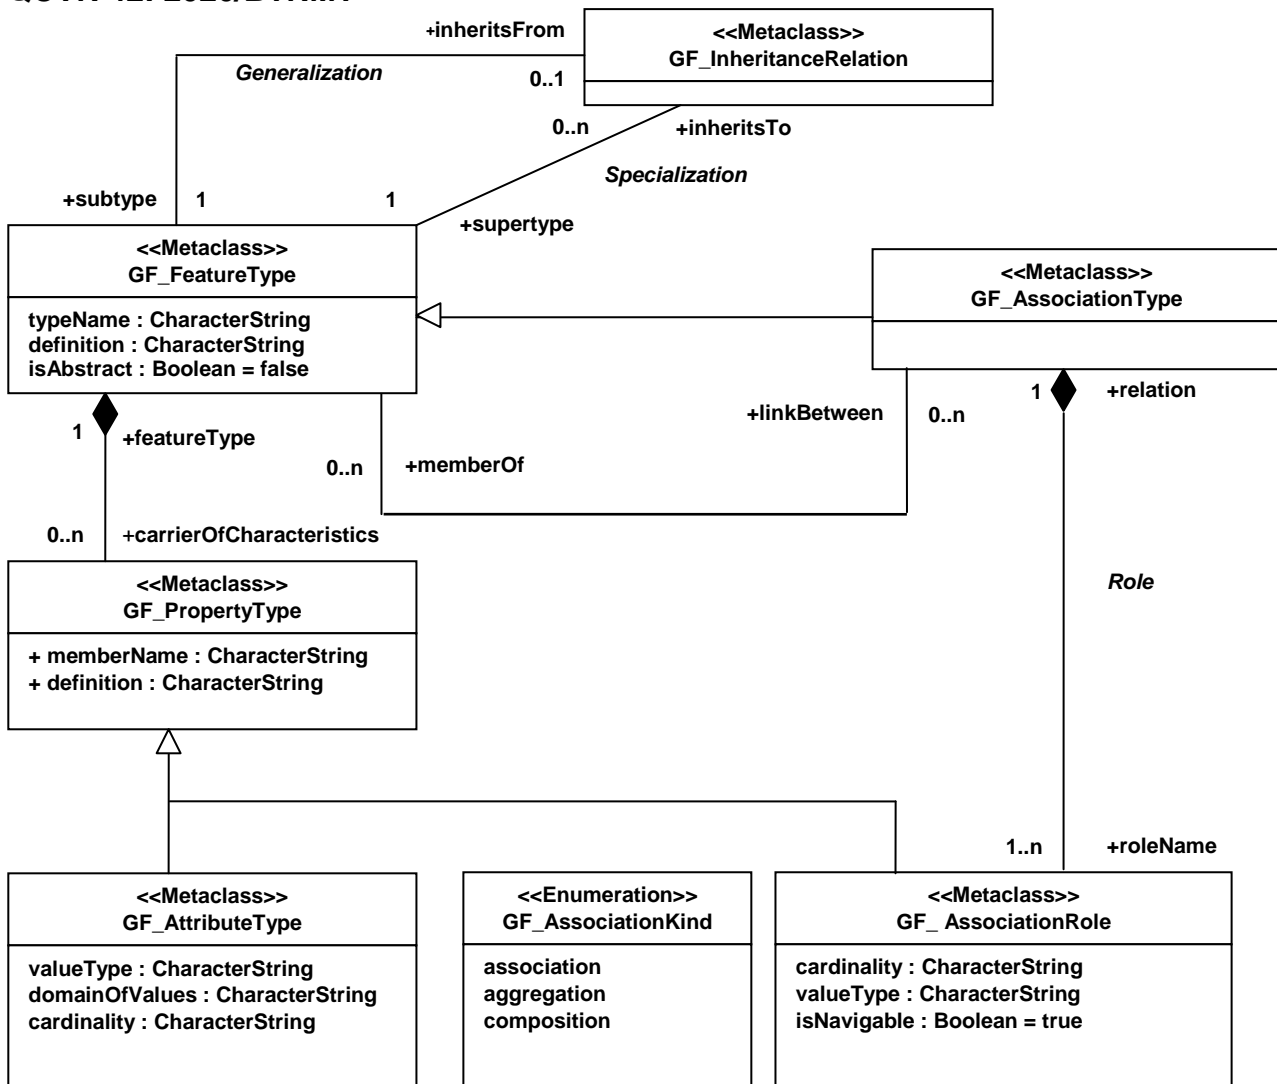 +inheritsFrom
<<Metaclass>>
GF_InheritanceRelation
Generalization
0..1
0..n
+inheritsTo
Specialization
+subtype
1
1
+supertype
<<Metaclass>>
GF_FeatureType
typeName : CharacterString
definition : CharacterString
isAbstract : Boolean = false
<<Metaclass>>
GF_AssociationType
1
+featureType
0..n
+memberOf
+linkBetween
0..n
1
+relation
0..n
+carrierOfCharacteristics
<<Metaclass>>
GF_PropertyType
+ memberName : CharacterString
+ definition : CharacterString
Role
1..n
+roleName
<<Metaclass>>
GF_AttributeType
valueType : CharacterString
domainOfValues : CharacterString
cardinality : CharacterString
<<Enumeration>>
GF_AssociationKind
association
aggregation
composition
<<Metaclass>>
GF_ AssociationRole
cardinality : CharacterString
valueType : CharacterString
isNavigable : Boolean = true